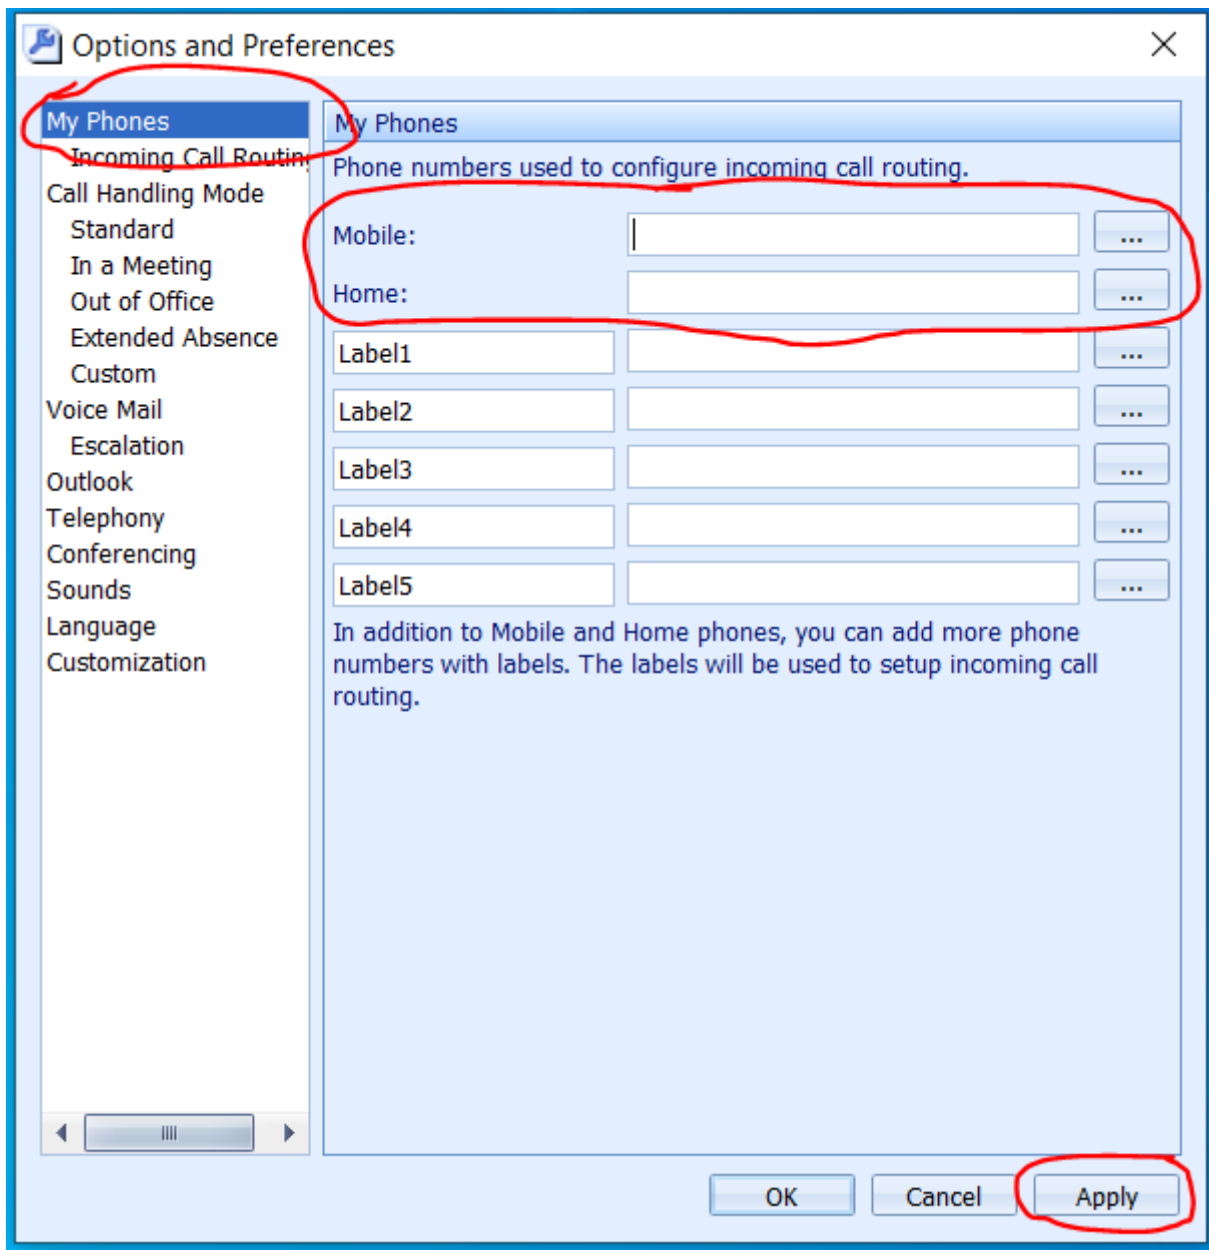 Options and Preferences
My Phones
Incoming Call Routing
Call Handling Mode
Standard
In a Meeting
Out of Office
Extended Absence
Custom
Voice Mail
Escalation
Outlook
Telephony
Conferencing
Sounds
Language
Customization
My Phones
Phone numbers used to configure incoming call routing.
Mobile: ...
Home: ...
Label1 ...
Label2 ...
Label3 ...
Label4 ...
Label5 ...
In addition to Mobile and Home phones, you can add more phone
numbers with labels. The labels will be used to setup incoming call
routing.
OK Cancel Apply